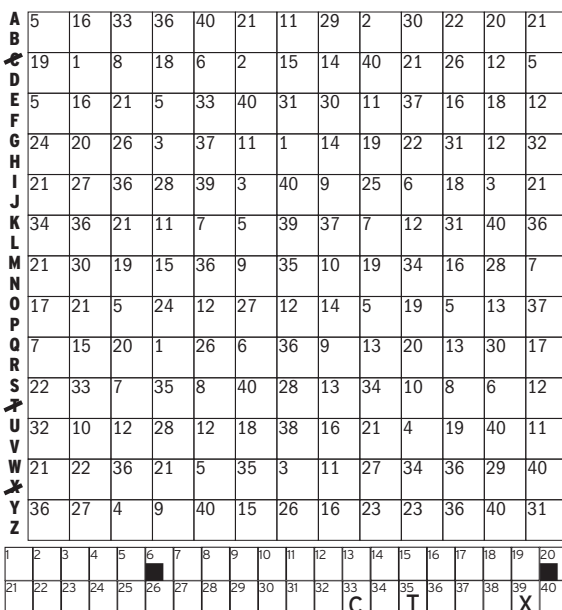 A 5 16 33 36 40 21 11 29 2 30 22 20 21
B
C 19 1 8 18 6 2 15 14 40 21 26 12 5
D
E 5 16 21 5 33 40 31 30 11 37 16 18 12
F
G 24 20 26 3 37 11 1 14 19 22 31 12 32
H
I 21 27 36 28 39 3 40 9 25 6 18 3 21
J
K 34 36 21 11 7 5 39 37 7 12 31 40 36
L
M 21 30 19 15 36 9 35 10 19 34 16 28 7
N
O 17 21 5 24 12 27 12 14 5 19 5 13 37
P
Q 7 15 20 1 26 6 36 9 13 20 13 30 17
R
S 22 33 7 35 8 40 28 13 34 10 8 6 12
T
U 32 10 12 28 12 18 38 16 21 4 19 40 11
V
W 21 22 36 21 5 35 3 11 27 34 36 29 40
X
Y 36 27 4 9 40 15 26 16 23 23 36 40 31
Z
1 2 3 4 5 6 7 8 9 10 11 12 13 14 15 16 17 18 19 20
21 22 23 24 25 26 27 28 29 30 31 32 33 34 35 36 37 38 39 40
C T X